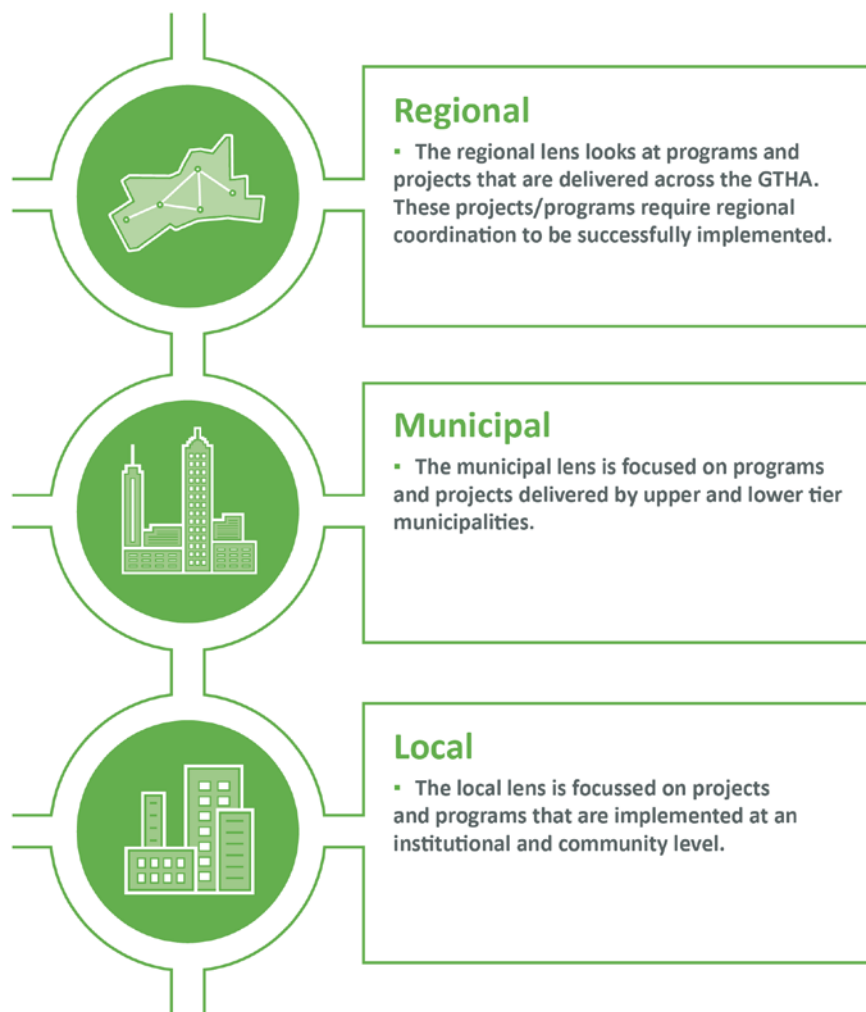 Regional
▪ The regional lens looks at programs and
projects that are delivered across the GTHA.
These projects/programs require regional
coordination to be successfully implemented.
Municipal
▪ The municipal lens is focused on programs
and projects delivered by upper and lower tier
municipalities.
Local
▪ The local lens is focussed on projects
and programs that are implemented at an
institutional and community level.